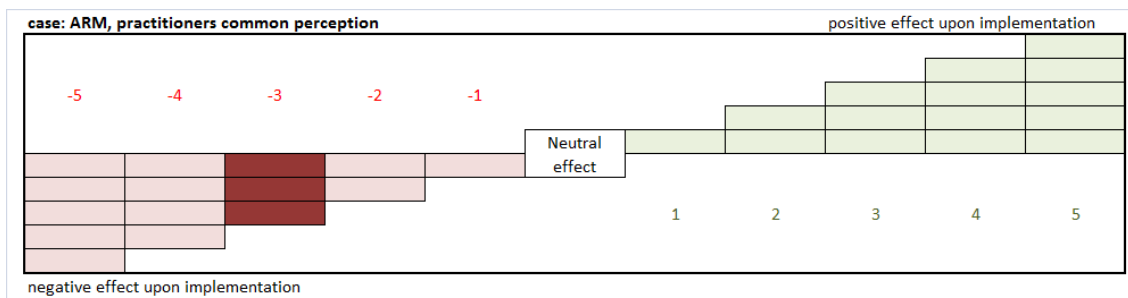 case: ARM, practitioners common perception
positive effect upon implementation
-5 -4 -3 -2 -1
Neutral
effect
1 2 3 4 5
negative effect upon implementation